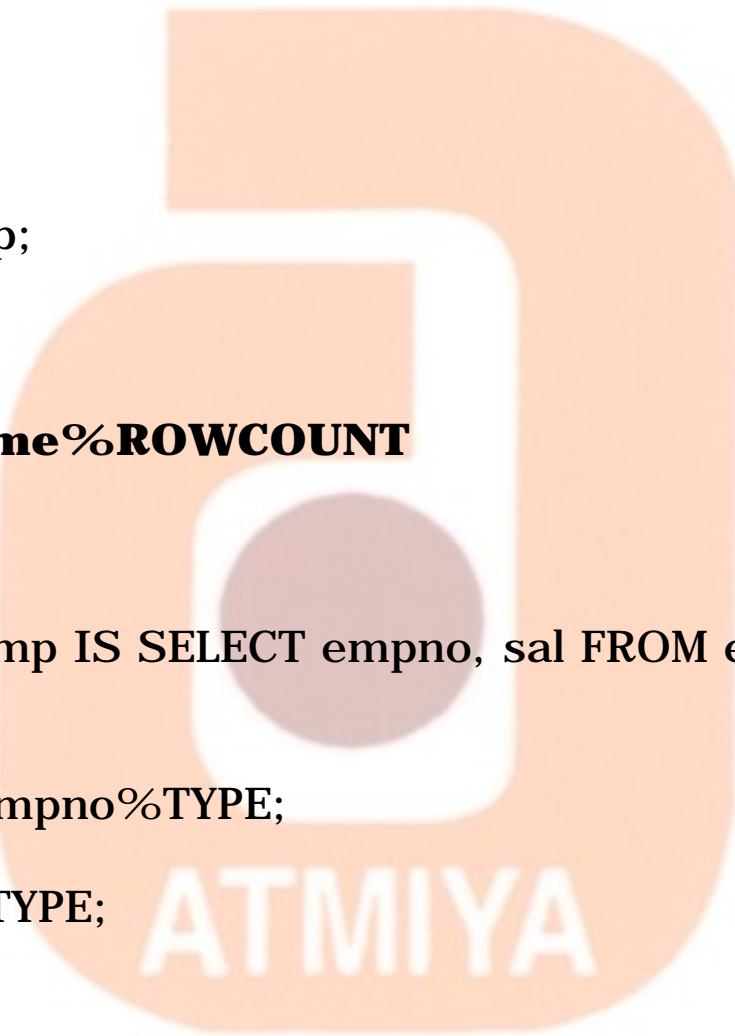 p;
me%ROWCOUNT
mp IS SELECT empno, sal FROM e
mpno%TYPE;
TYPE;
ATMIYA